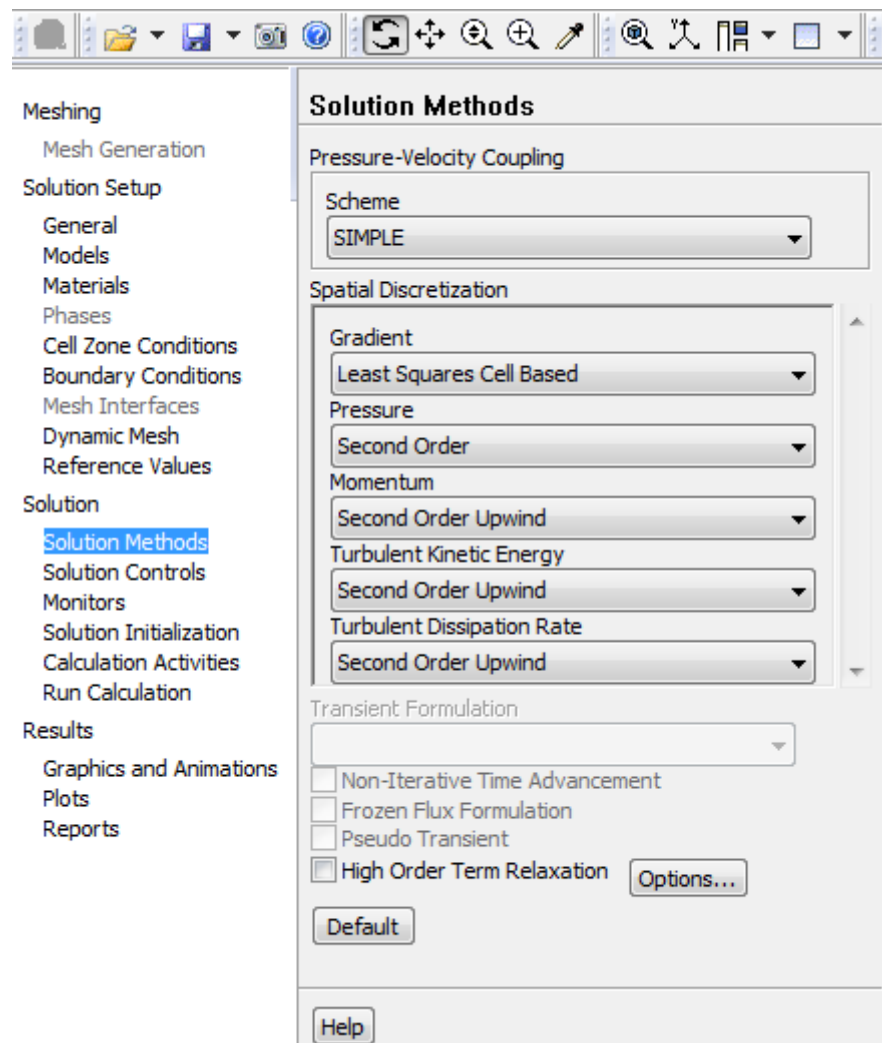 Meshing
Mesh Generation
Solution Setup
General
Models
Materials
Phases
Cell Zone Conditions
Boundary Conditions
Mesh Interfaces
Dynamic Mesh
Reference Values
Solution
Solution Methods
Solution Controls
Monitors
Solution Initialization
Calculation Activities
Run Calculation
Results
Graphics and Animations
Plots
Reports
Solution Methods
Pressure-Velocity Coupling
Scheme
SIMPLE
Spatial Discretization
Gradient
Least Squares Cell Based
Pressure
Second Order
Momentum
Second Order Upwind
Turbulent Kinetic Energy
Second Order Upwind
Turbulent Dissipation Rate
Second Order Upwind
Transient Formulation
Non-Iterative Time Advancement
Frozen Flux Formulation
Pseudo Transient
High Order Term Relaxation Options...
Default
Help